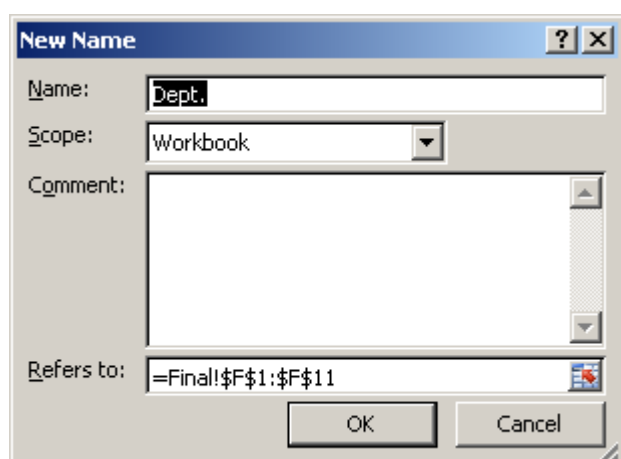 New Name
Name: Dept.
Scope: Workbook
Comment:
Refers to: =Final!$F$1:$F$11
OK Cancel